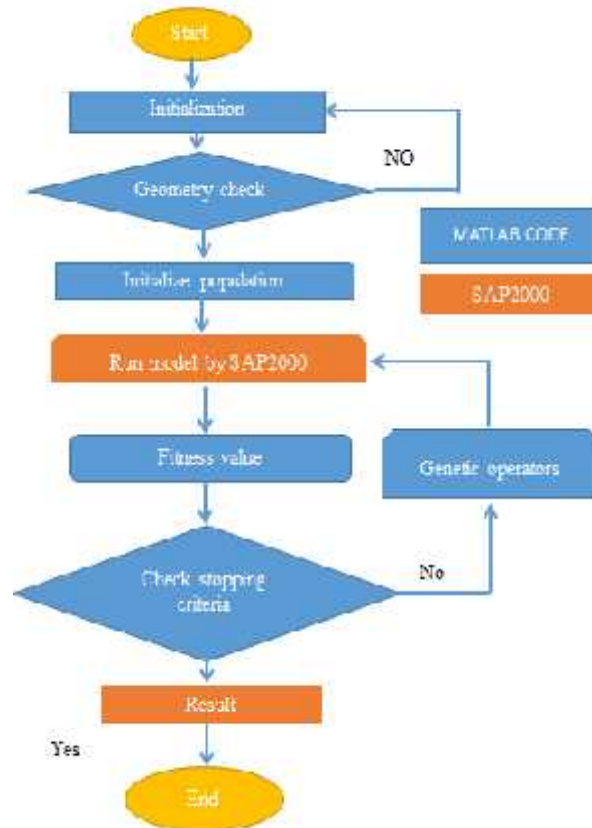 Start
Initialization
NO
Geometry check
MATLAB CODE
Initialize population
SAP2000
Run model by SAP2000
Fitness value
Genetic operators
Check stopping
criteria
No
Result
Yes
End